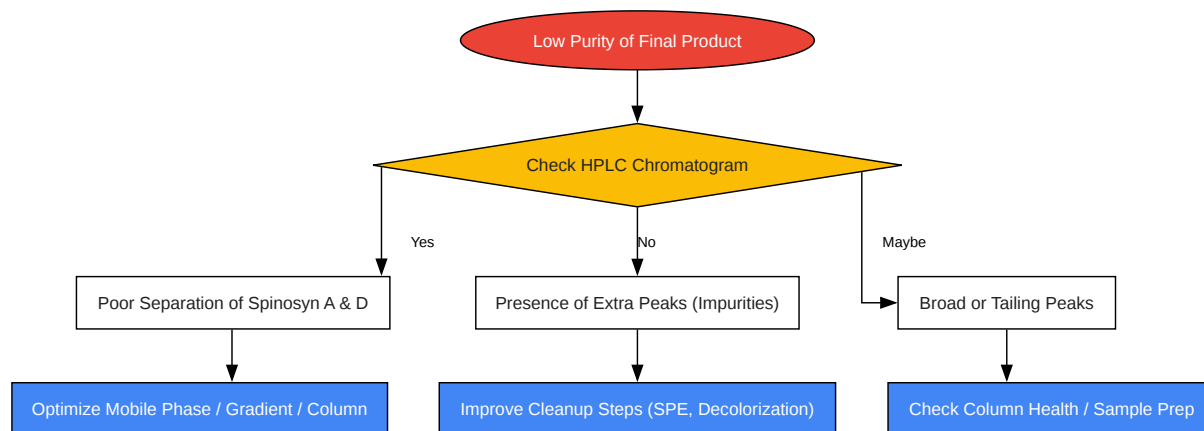 Low Purity of Final Product
Check HPLC Chromatogram
Yes
No
Maybe
Poor Separation of Spinosyn A & D
Presence of Extra Peaks (Impurities)
Broad or Tailing Peaks
Optimize Mobile Phase / Gradient / Column
Improve Cleanup Steps (SPE, Decolorization)
Check Column Health / Sample Prep